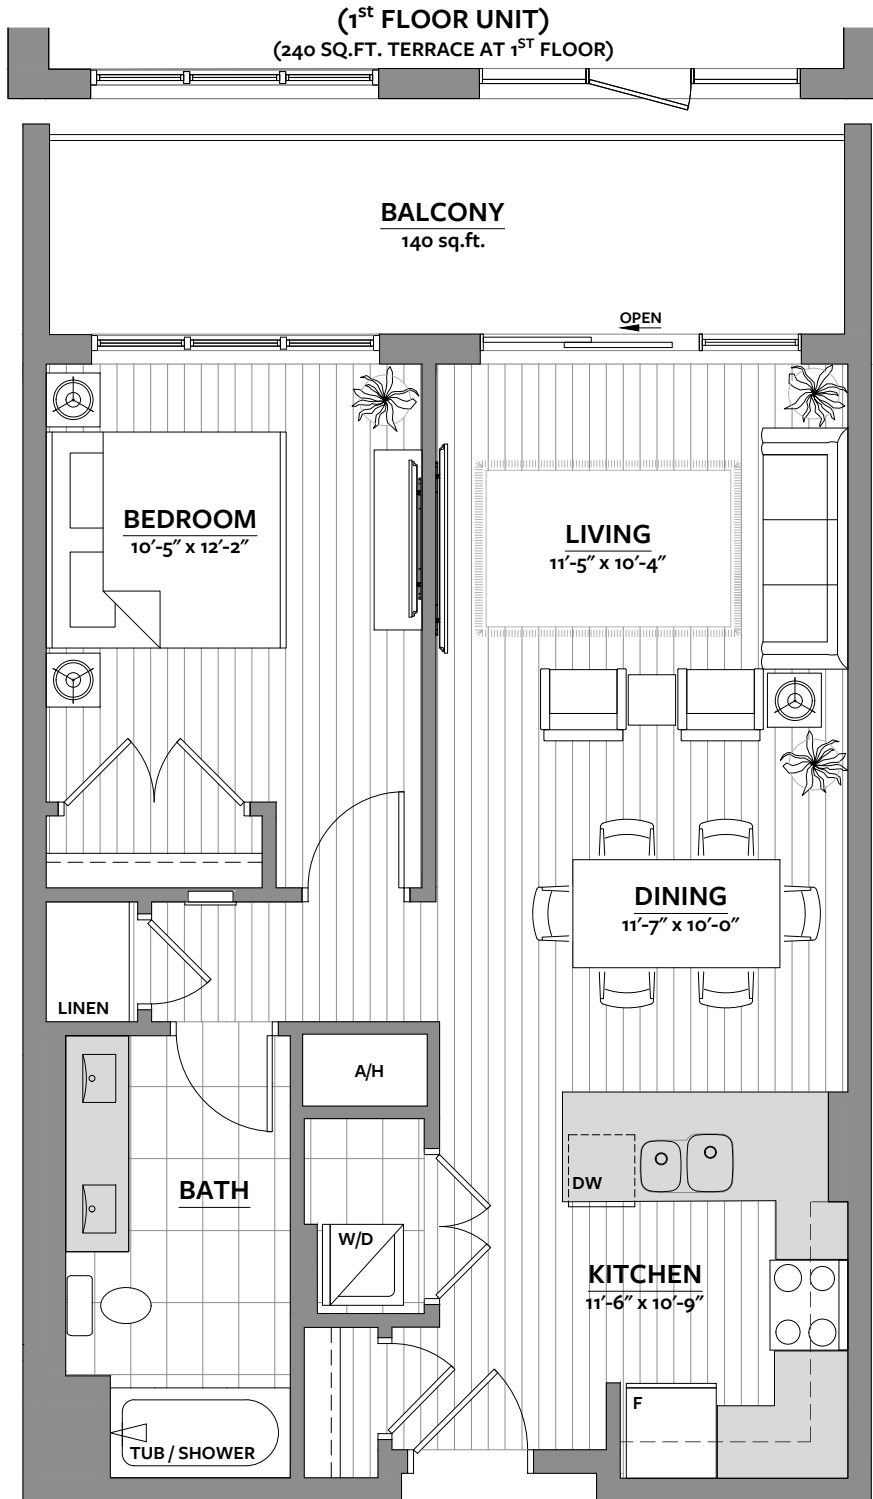 (1st FLOOR UNIT)
(240 SQ.FT. TERRACE AT 1ST FLOOR)
BALCONY
140 sq.ft.
OPEN
BEDROOM
10'-5" x 12'-2"
LIVING
11'-5" x 10'-4"
DINING
11'-7" x 10'-0"
LINEN
A/H
BATH
DW
W/D
KITCHEN
11'-6" x 10'-9"
F
TUB / SHOWER